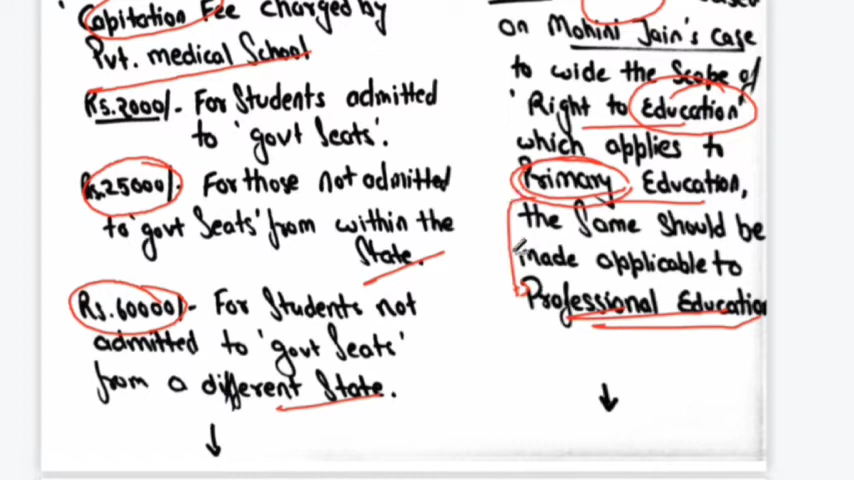 Capitation Fee charged by
Pvt. medical School
Rs.2000/- For Students admitted
to 'govt Seats'.
Rs.25000/- For those not admitted
to 'govt Seats' from within the
State.
Rs.60000/- For Students not
admitted to 'govt Seats'
from a different State.
on Mohini Jain's case
to wide the Scope of
'Right to Education'
which applies to
Primary Education,
the Same should be
made applicable to
Professional Education